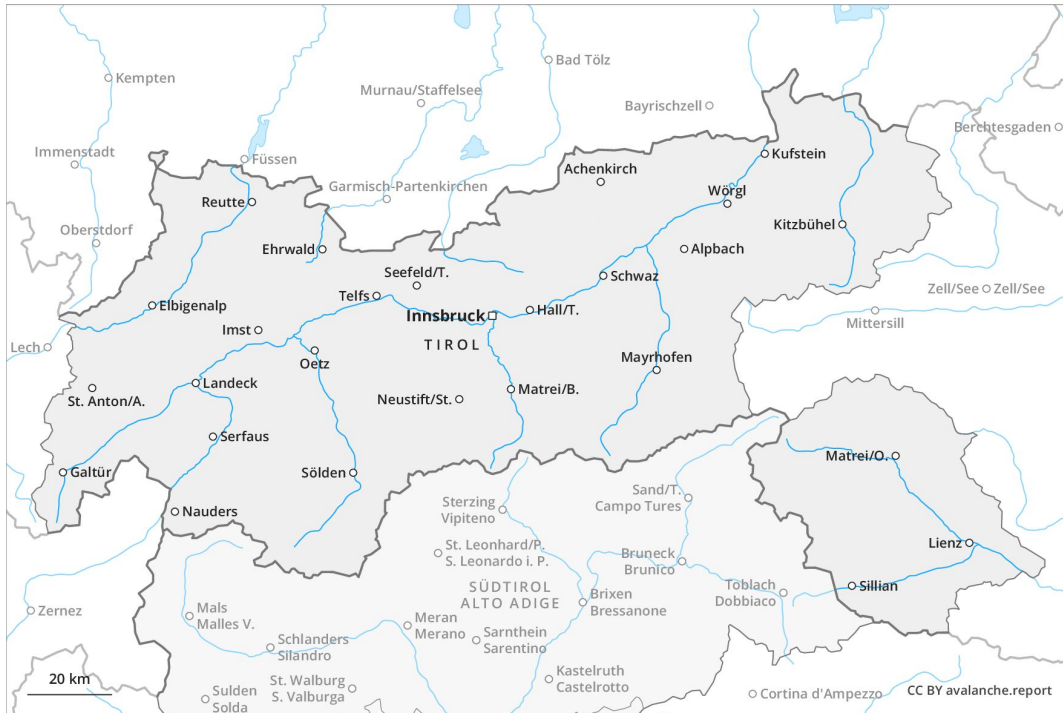 Kempten
Bad Tölz
Murnau/Staffelsee
Bayrischzell
Berchtesgaden
Immenstadt
Füssen
Kufstein
Achenkirch
Garmisch-Partenkirchen
Wörgl
Reutte
Kitzbühel
Oberstdorf
Ehrwald
Alpbach
Seefeld/T.
Schwaz
Zell/See
Zell/See
Telfs
Elbigenalp
Hall/T.
Innsbruck
Mittersill
Imst
TIROL
Lech
Oetz
Mayrhofen
Landeck
St. Anton/A.
Neustift/St.
Matrei/B.
Serfaus
Matrei/O.
Galtür
Sölden
Sand/T.
Campo Tures
Sterzing
Vipiteno
Nauders
Lienz
St. Leonhard/P.
S. Leonardo i. P.
Bruneck
Brunico
SÜDTIROL
ALTO ADIGE
Sillian
Toblach
Dobbiaco
Brixen
Bressanone
Zernez
Mals
Malles V.
Meran
Merano
Sarnthein
Sarentino
Schlanders
Silandro
Kastelruth
Castelrotto
20 km
St. Walburg
S. Valburga
Sulden
Solda
Cortina d'Ampezzo
CC BY avalanche.report